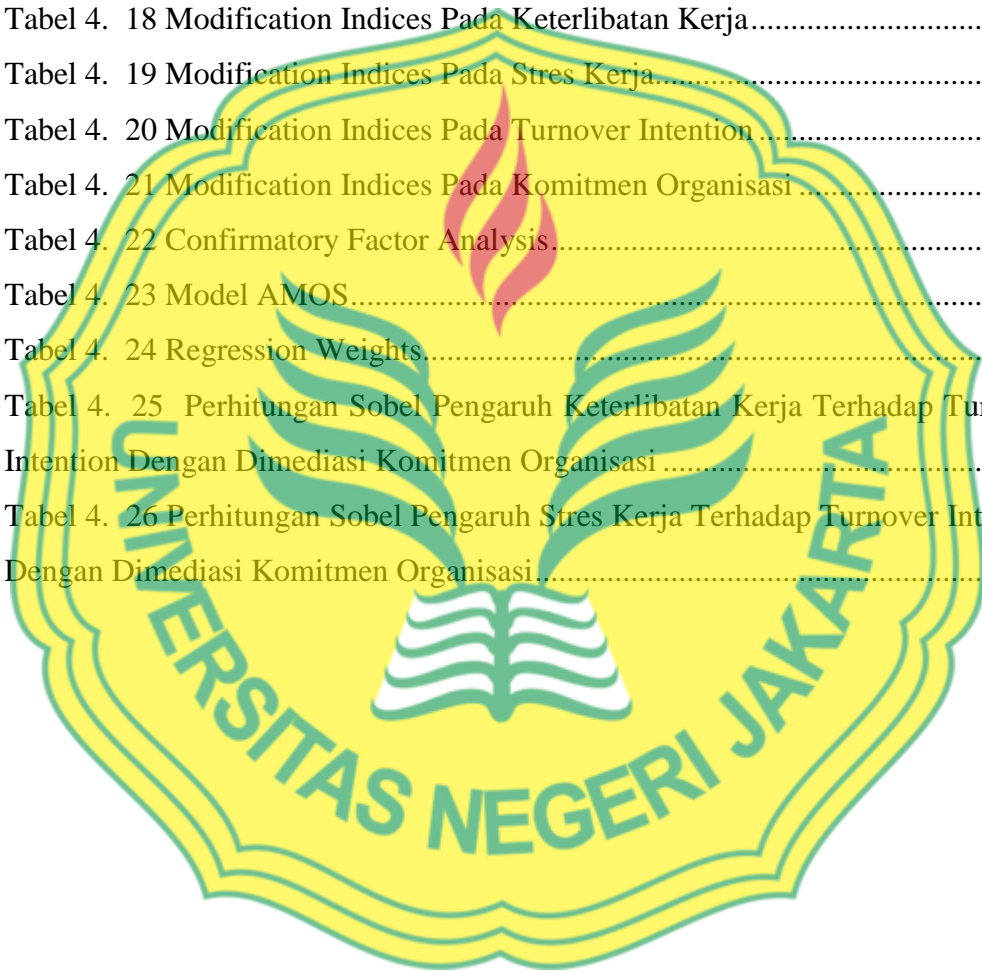 Tabel 4. 18 Modification Indices Pada Keterlibatan Kerja....................................
Tabel 4. 19 Modification Indices Pada Stres Kerja....................................
Tabel 4. 20 Modification Indices Pada Turnover Intention ....................................
Tabel 4. 21 Modification Indices Pada Komitmen Organisasi ....................................
Tabel 4. 22 Confirmatory Factor Analysis....................................
Tabel 4. 23 Model AMOS....................................
Tabel 4. 24 Regression Weights....................................
Tabel 4. 25 Perhitungan Sobel Pengaruh Keterlibatan Kerja Terhadap Tur
Intention Dengan Dimediasi Komitmen Organisasi ....................................
Tabel 4. 26 Perhitungan Sobel Pengaruh Stres Kerja Terhadap Turnover Int
Dengan Dimediasi Komitmen Organisasi....................................
UNIVERSITAS NEGERI JAKARTA